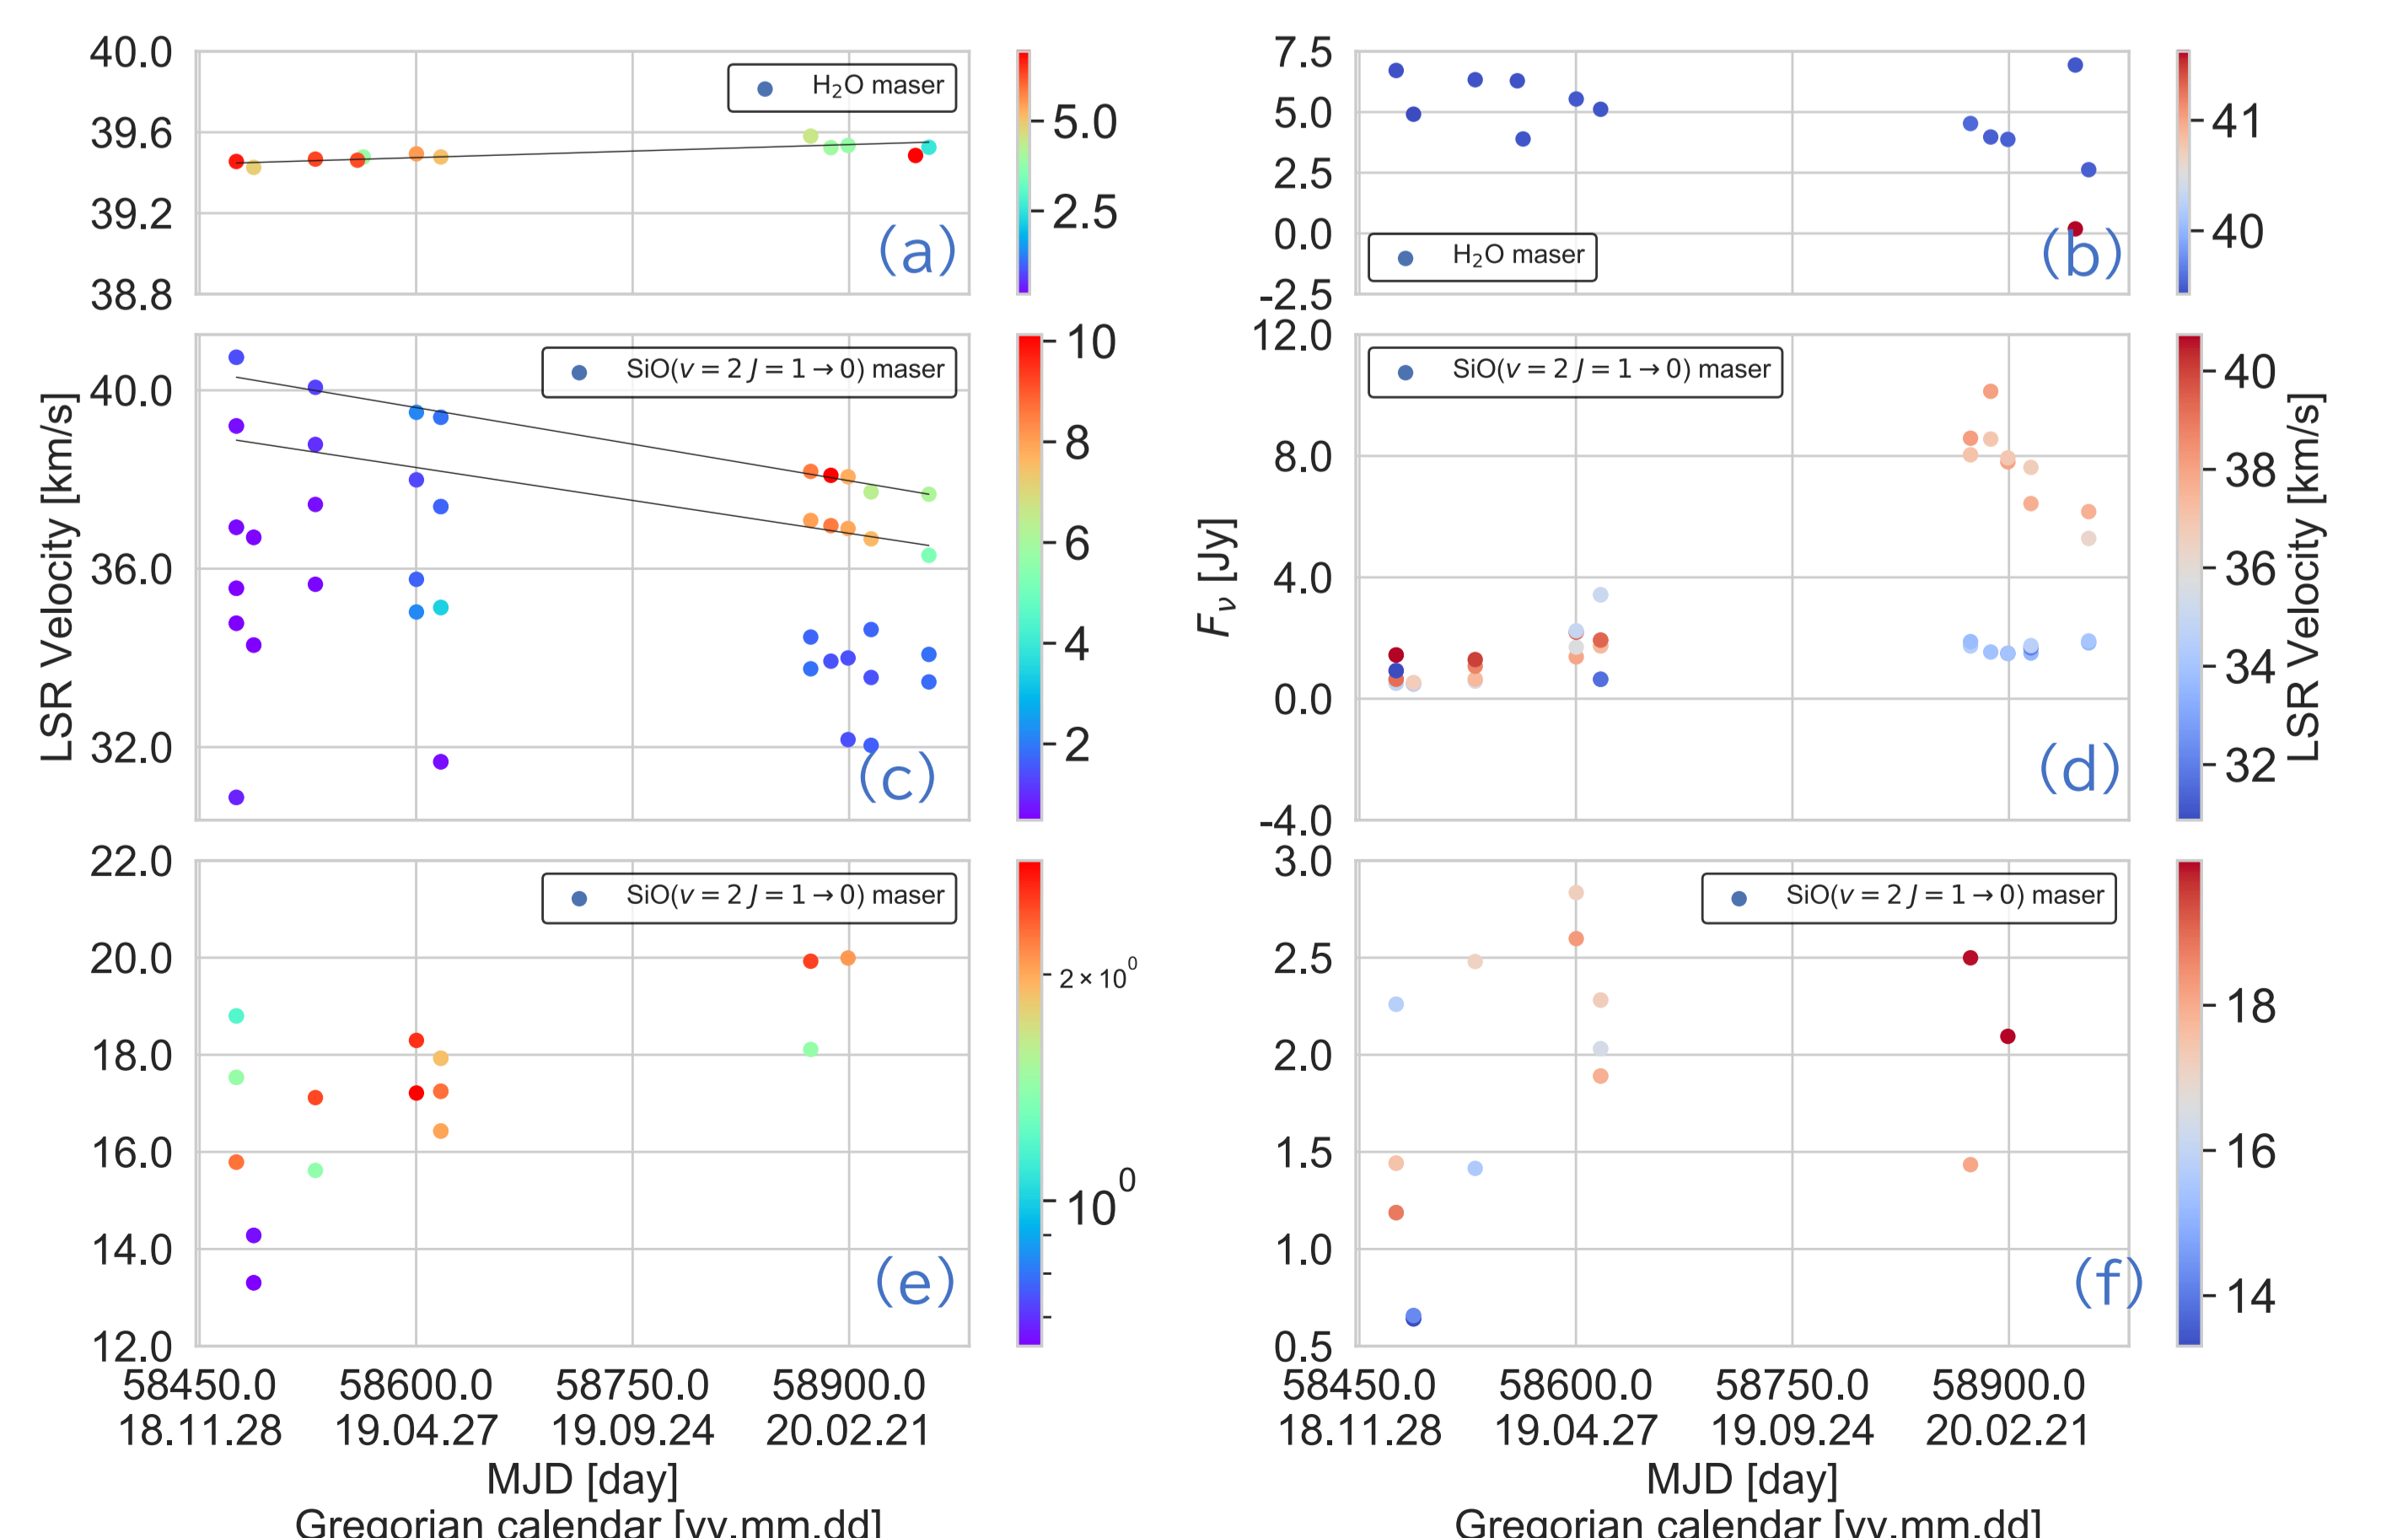 40.0
39.6
39.2
38.8
H₂O maser
(a)
5.0
2.5
7.5
5.0
2.5
0.0
-2.5
H₂O maser
(b)
41
40
LSR Velocity [km/s]
40.0
36.0
32.0
SiO(v = 2 J = 1 → 0) maser
(c)
10
8
6
4
2
Fν [Jy]
12.0
8.0
4.0
0.0
-4.0
SiO(v = 2 J = 1 → 0) maser
(d)
40
38
36
34
32
LSR Velocity [km/s]
22.0
20.0
18.0
16.0
14.0
12.0
SiO(v = 2 J = 1 → 0) maser
(e)
2 × 10⁰
10⁰
3.0
2.5
2.0
1.5
1.0
0.5
SiO(v = 2 J = 1 → 0) maser
(f)
18
16
14
58450.0 58600.0 58750.0 58900.0
18.11.28 19.04.27 19.09.24 20.02.21
MJD [day]
Gregorian calendar [yy.mm.dd]
58450.0 58600.0 58750.0 58900.0
18.11.28 19.04.27 19.09.24 20.02.21
MJD [day]
Gregorian calendar [yy.mm.dd]